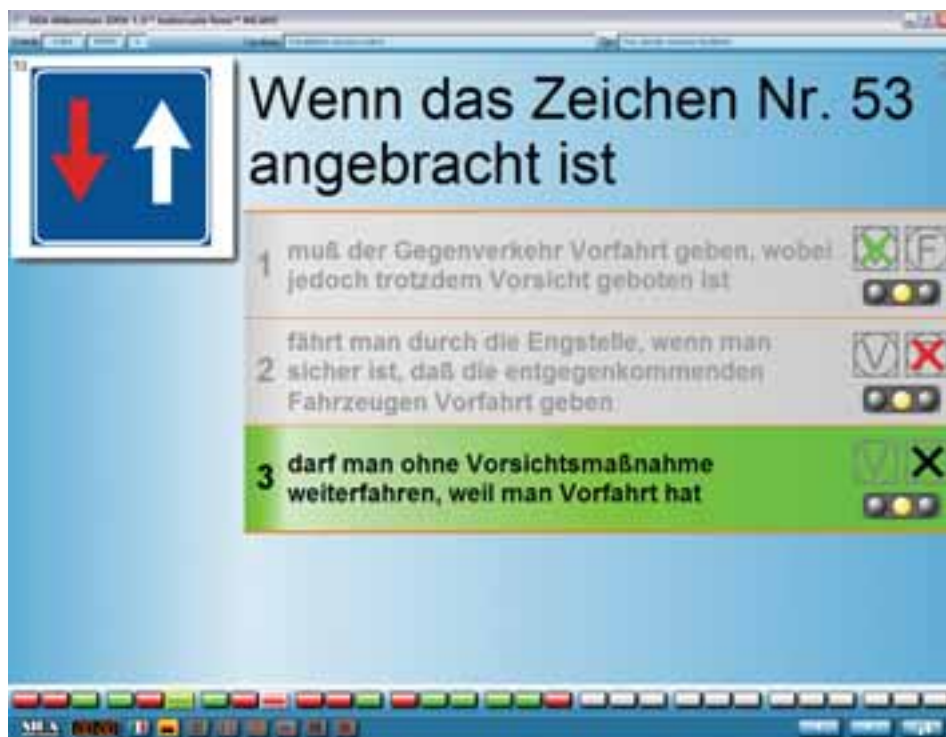 53
Wenn das Zeichen Nr. 53
angebracht ist
1
muß der Gegenverkehr Vorfahrt geben, wobei
jedoch trotzdem Vorsicht geboten ist
V F
2
fährt man durch die Engstelle, wenn man
sicher ist, daß die entgegenkommenden
Fahrzeugen Vorfahrt geben
V
3
darf man ohne Vorsichtsmaßnahme
weiterfahren, weil man Vorfahrt hat
V